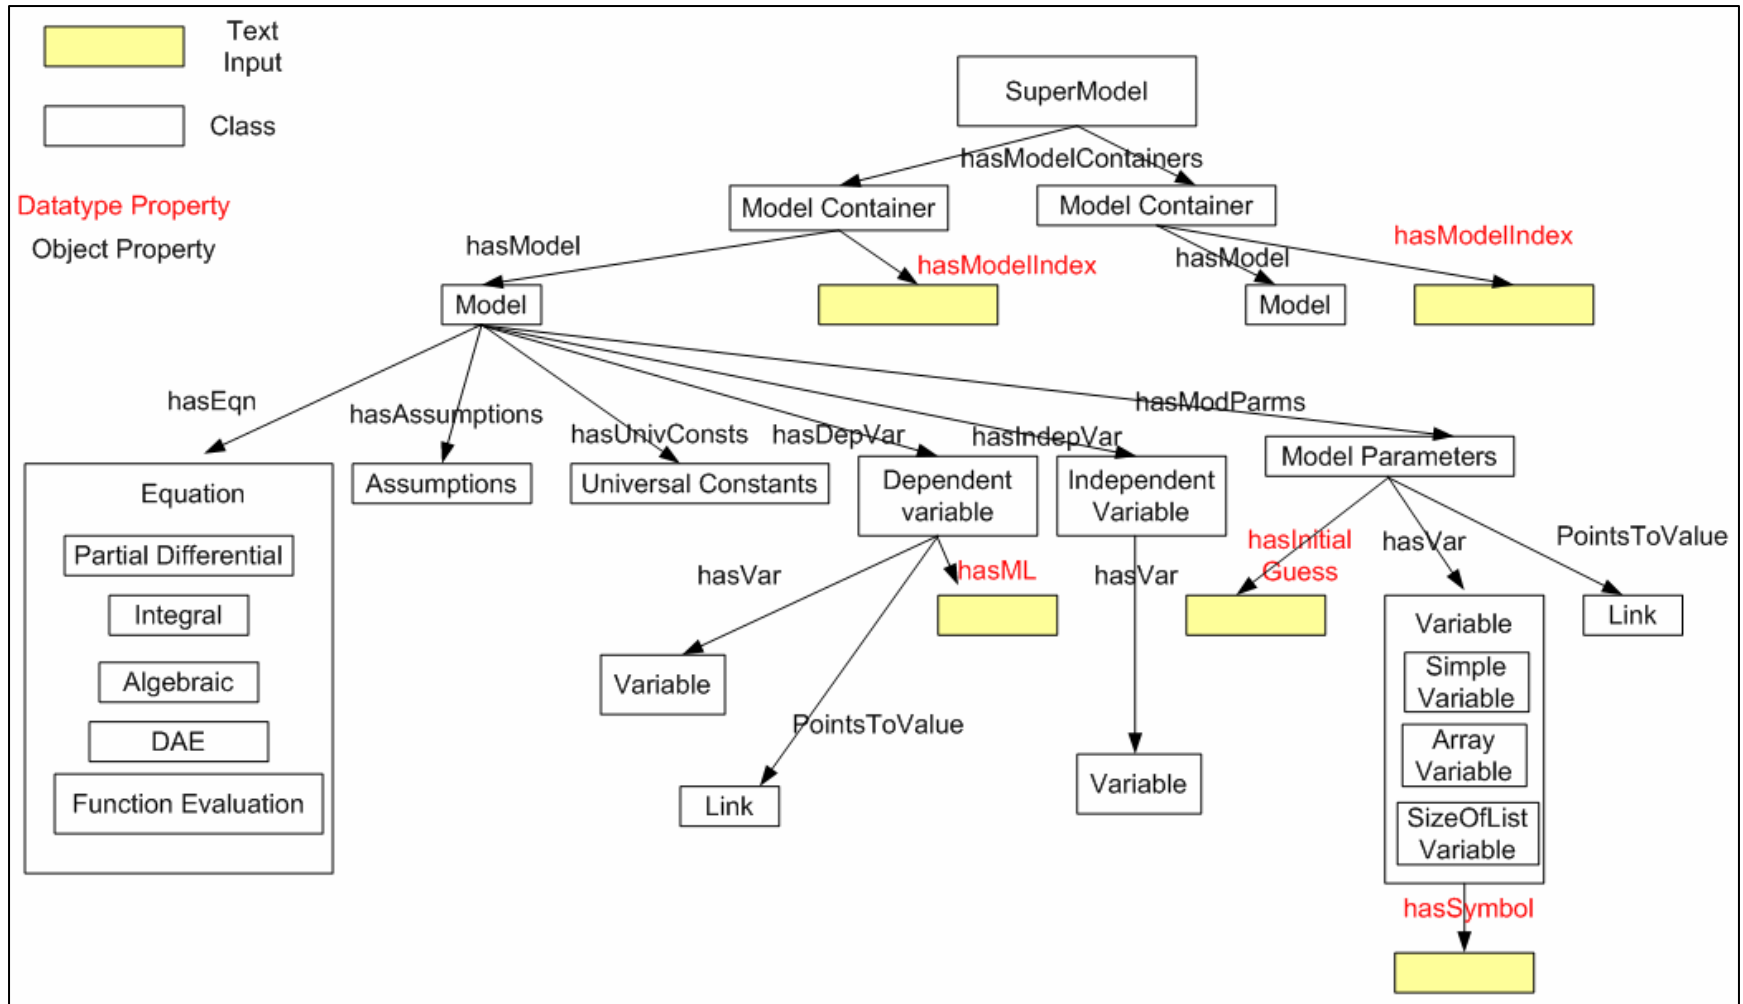 Text
Input
Class
Datatype Property
Object Property
SuperModel
hasModelContainers
Model Container
Model Container
hasModel
hasModelIndex
hasModel
hasModelIndex
Model
Model
hasEqn
hasAssumptions
hasUnivConsts
hasDepVar
hasIndepVar
hasModParms
Equation
Partial Differential
Integral
Algebraic
DAE
Function Evaluation
Assumptions
Universal Constants
Dependent
variable
Independent
Variable
Model Parameters
hasVar
hasML
hasVar
hasInitial
Guess
hasVar
PointsToValue
Variable
PointsToValue
Link
Variable
Variable
Simple
Variable
Array
Variable
SizeOfList
Variable
Link
hasSymbol